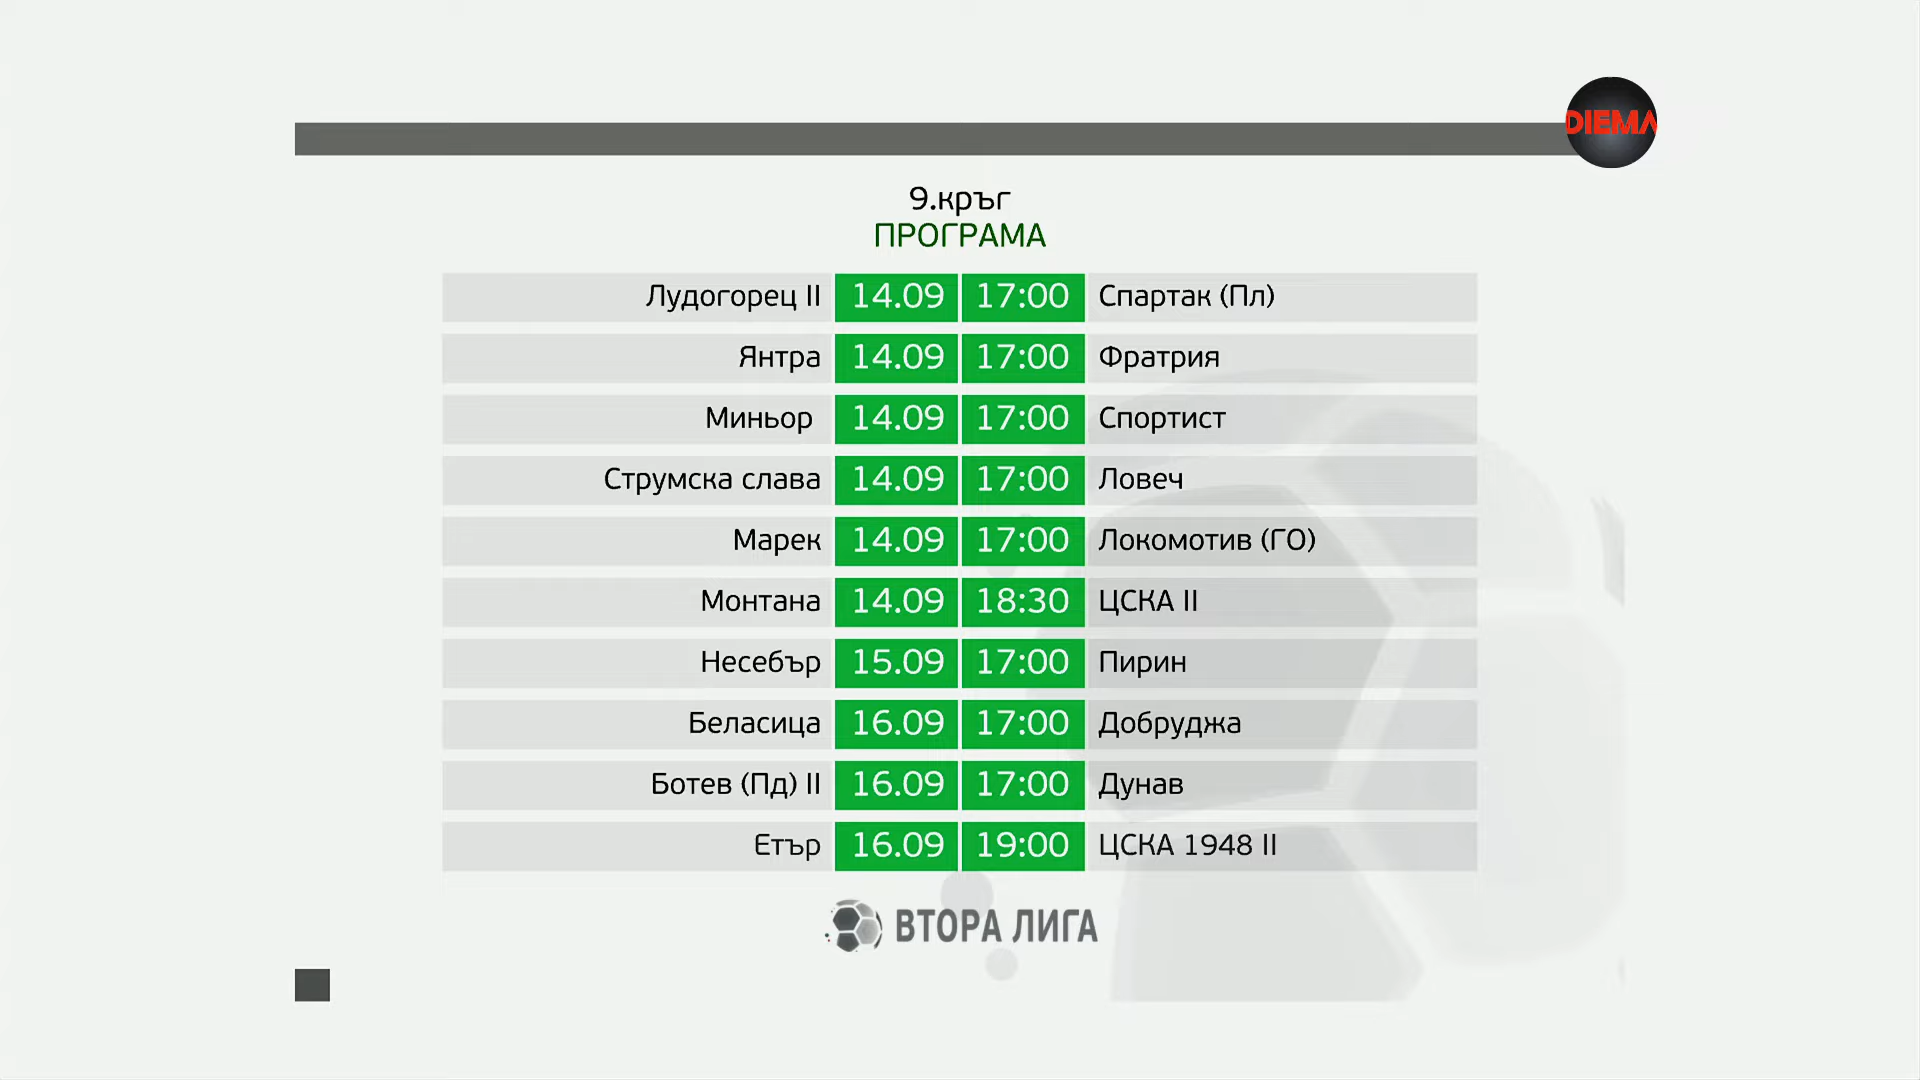 DIEMA
9.кръг
ПРОГРАМА
Лудогорец II 14.09 17:00 Спартак (Пл)
Янтра 14.09 17:00 Фратрия
Миньор 14.09 17:00 Спортист
Струмска слава 14.09 17:00 Ловеч
Марек 14.09 17:00 Локомотив (ГО)
Монтана 14.09 18:30 ЦСКА II
Несебър 15.09 17:00 Пирин
Беласица 16.09 17:00 Добруджа
Ботев (Пд) II 16.09 17:00 Дунав
Етър 16.09 19:00 ЦСКА 1948 II
ВТОРА ЛИГА